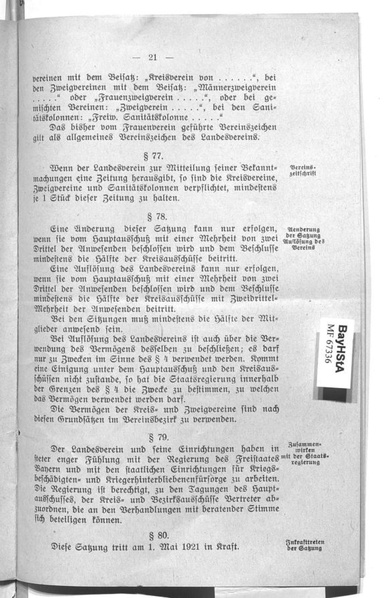 — 21 —
vereinen mit dem Beisatz: „Kreisverein von . . . . . .", bei
den Zweigvereinen mit dem Beisatz: „Männerzweigverein
. . . . ." oder „Frauenzweigverein . . . . .", oder bei ge-
mischten Vereinen: „Zweigverein . . . . .", bei den Sani-
tätskolonnen: „Freiw. Sanitätskolonne . . . . ."
Das bisher vom Frauenverein geführte Vereinszeichen
gilt als allgemeines Vereinszeichen des Landesvereins.
§ 77.
Wenn der Landesverein zur Mitteilung seiner Bekannt-
machungen eine Zeitung herausgibt, so sind die Kreisvereine,
Zweigvereine und Sanitätskolonnen verpflichtet, mindestens
je 1 Stück dieser Zeitung zu halten.
Vereins-
zeitschrift
§ 78.
Eine Änderung dieser Satzung kann nur erfolgen,
wenn sie vom Hauptausschuß mit einer Mehrheit von zwei
Drittel der Anwesenden beschlossen wird und dem Beschlusse
mindestens die Hälfte der Kreisausschüsse beitritt.
Eine Auflösung des Landesvereins kann nur erfolgen,
wenn sie vom Hauptausschuß mit einer Mehrheit von zwei
Drittel der Anwesenden beschlossen wird und dem Beschlusse
mindestens die Hälfte der Kreisausschüsse mit Zweidrittel-
Mehrheit der Anwesenden beitritt.
Bei den Sitzungen muß mindestens die Hälfte der Mit-
glieder anwesend sein.
Bei Auflösung des Landesvereins ist auch über die Ver-
wendung des Vermögens desselben zu beschließen; es darf
nur zu Zwecken im Sinne des § 4 verwendet werden. Kommt
eine Einigung unter dem Hauptausschuß und den Kreisaus-
schüssen nicht zustande, so hat die Staatsregierung innerhalb
der Grenzen des § 4 die Zwecke zu bestimmen, zu welchen
das Vermögen verwendet werden darf.
Die Vermögen der Kreis- und Zweigvereine sind nach
diesen Grundsätzen im Vereinsbezirk zu verwenden.
Aenderung
der Satzung
Auflösung des
Vereins
§ 79.
Der Landesverein und seine Einrichtungen haben in
steter enger Fühlung mit der Regierung des Freistaates
Bayern und mit den staatlichen Einrichtungen für Kriegs-
beschädigten- und Kriegerhinterbliebenenfürsorge zu arbeiten.
Die Regierung ist berechtigt, zu den Tagungen des Haupt-
ausschusses, der Kreis- und Bezirksausschüsse Vertreter ab-
zuordnen, die an den Verhandlungen mit beratender Stimme
sich beteiligen können.
Zusammen-
wirken
mit der Staats-
regierung
§ 80.
Diese Satzung tritt am 1. Mai 1921 in Kraft.
Inkrafttreten
der Satzung
BayHStA
MF 67336